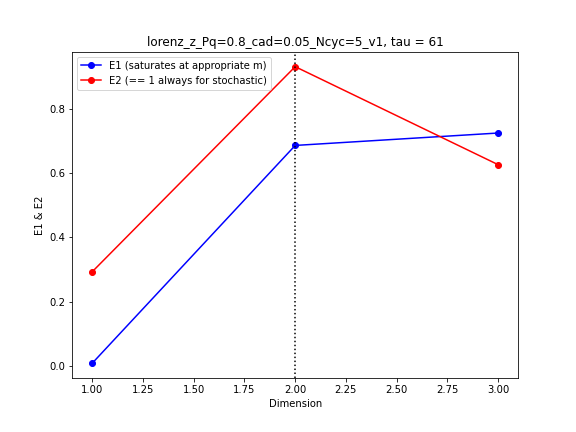 lorenz_z_Pq=0.8_cad=0.05_Ncyc=5_v1, tau = 61
E1 (saturates at appropriate m)
E2 (== 1 always for stochastic)
E1 & E2
0.8
0.6
0.4
0.2
0.0
1.00 1.25 1.50 1.75 2.00 2.25 2.50 2.75 3.00
Dimension